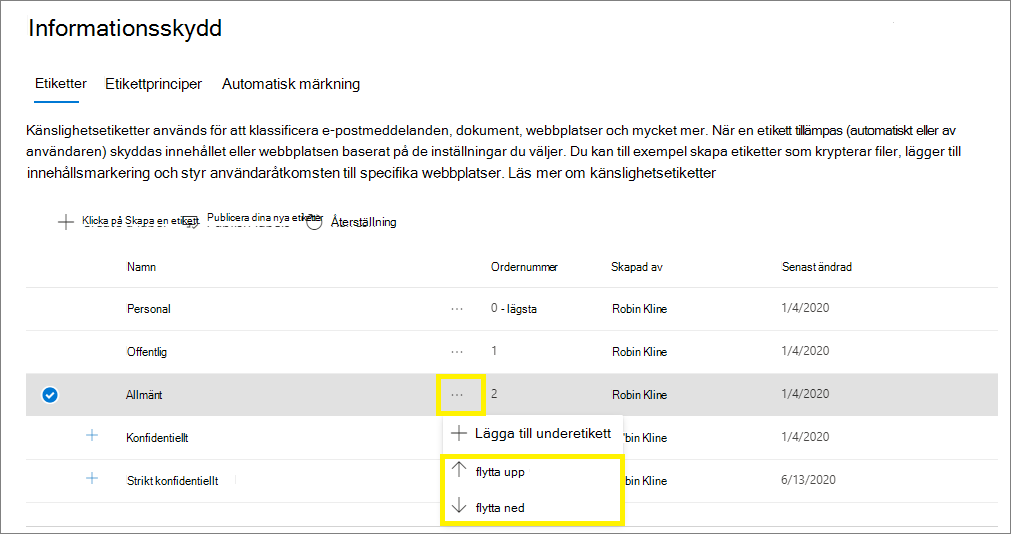 Informationsskydd
Etiketter Etikettprinciper Automatisk märkning
Känslighetsetiketter används för att klassificera e-postmeddelanden, dokument, webbplatser och mycket mer. När en etikett tillämpas (automatiskt eller av
användaren) skyddas innehållet eller webbplatsen baserat på de inställningar du väljer. Du kan till exempel skapa etiketter som krypterar filer, lägger till
innehållsmarkering och styr användaråtkomsten till specifika webbplatser. Läs mer om känslighetsetiketter
Klicka på Skapa en etikett Publicera dina nya etiketter Återställning
Namn Ordernummer Skapad av Senast ändrad
Personal ... 0 - lägsta Robin Kline 1/4/2020
Offentlig ... 1 Robin Kline 1/4/2020
Allmänt ... 2 Robin Kline 1/4/2020
Konfidentiellt bin Kline 1/4/2020
Strikt konfidentiellt bin Kline 6/13/2020
Lägga till underetikett
flytta upp
flytta ned